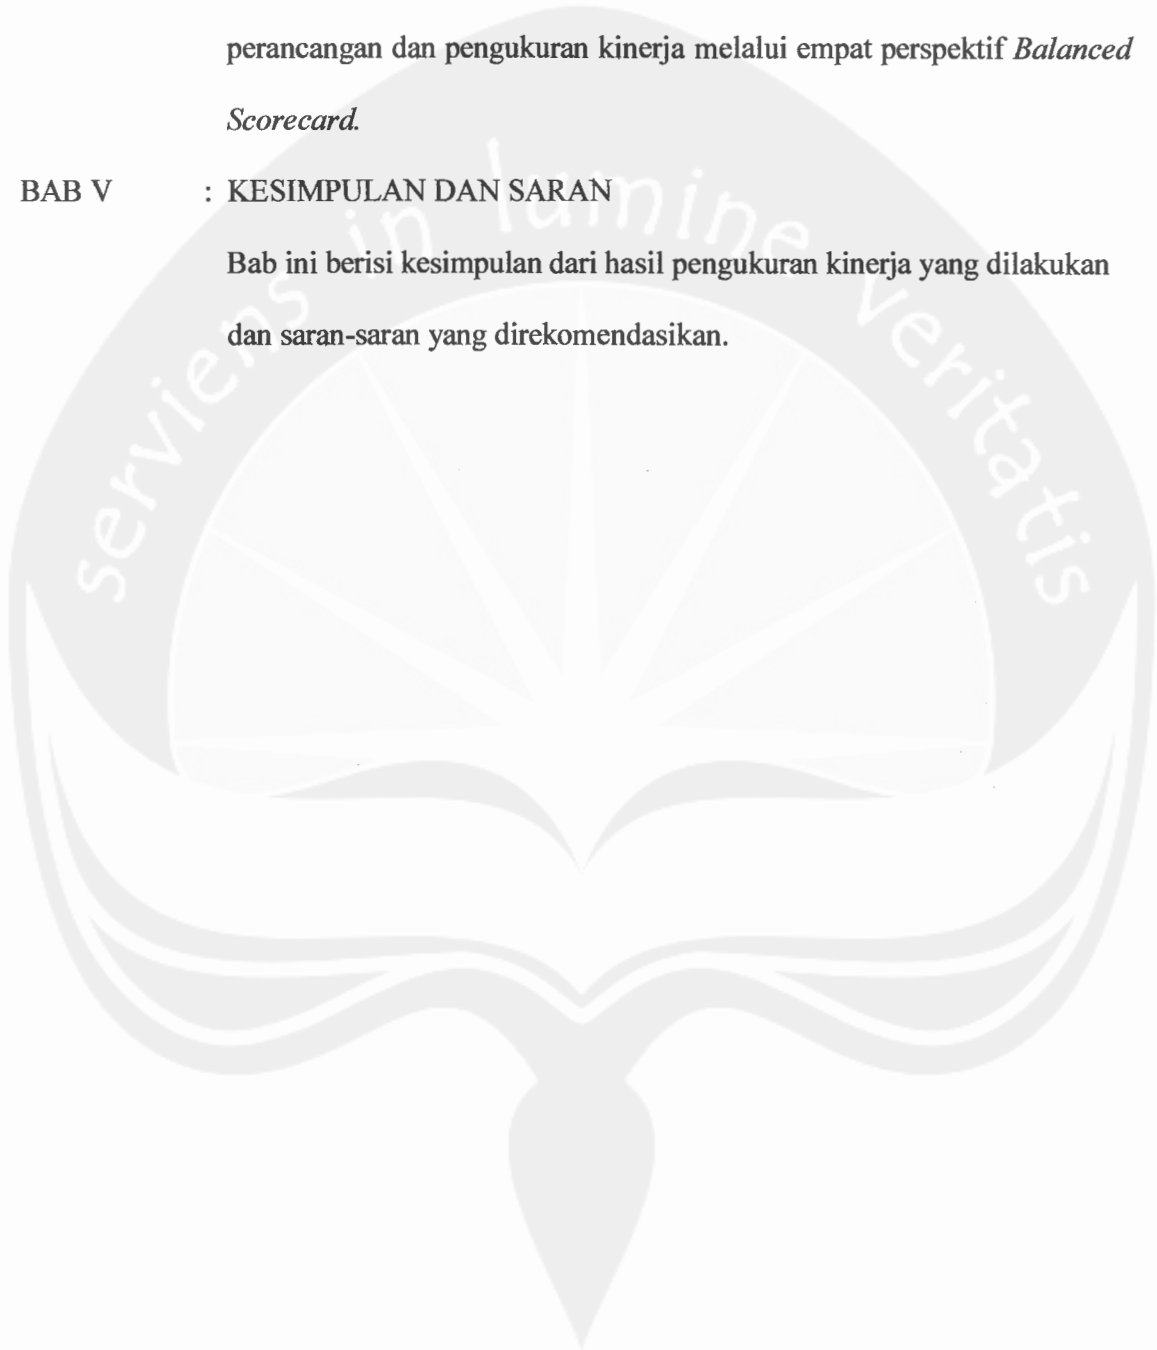 perancangan dan pengukuran kinerja melalui empat perspektif Balanced
Scorecard.
BAB V : KESIMPULAN DAN SARAN
Bab ini berisi kesimpulan dari hasil pengukuran kinerja yang dilakukan
dan saran-saran yang direkomendasikan.
serviens in lumine veritatis